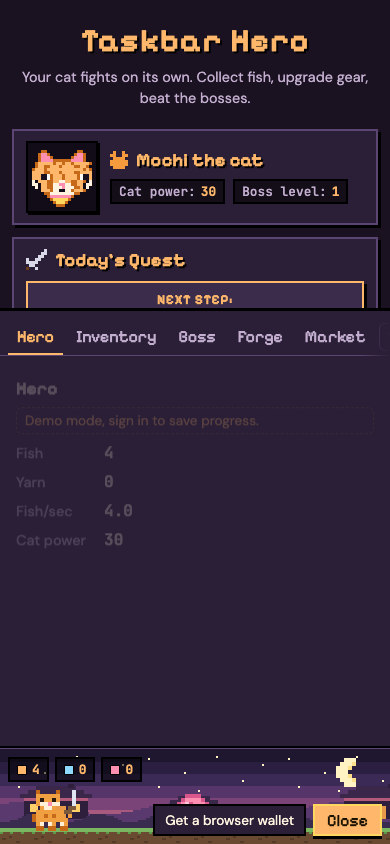 Taskbar Hero
Your cat fights on its own. Collect fish, upgrade gear,
beat the bosses.
Mochi the cat
Cat power: 30
Boss level: 1
Today's Quest
NEXT STEP:
Hero
Inventory
Boss
Forge
Market
Hero
Demo mode, sign in to save progress.
Fish 4
Yarn 0
Fish/sec 4.0
Cat power 30
4
0
0
Get a browser wallet
Close